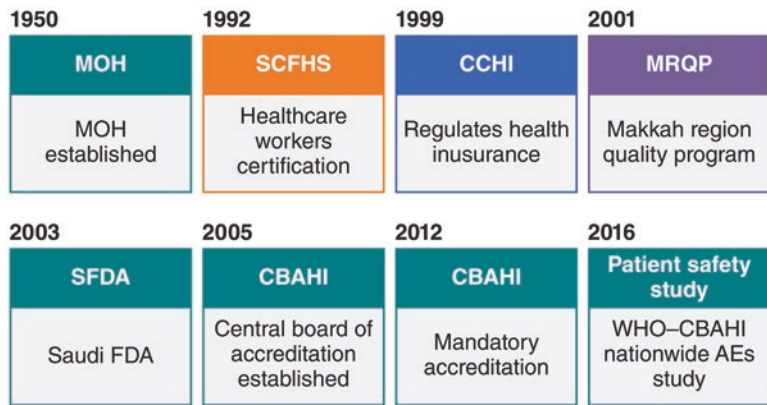 1950
MOH
MOH
established
1992
SCFHS
Healthcare
workers
certification
1999
CCHI
Regulates health
inusurance
2001
MRQP
Makkah region
quality program
2003
SFDA
Saudi FDA
2005
CBAHI
Central board of
accreditation
established
2012
CBAHI
Mandatory
accreditation
2016
Patient safety
study
WHO–CBAHI
nationwide AEs
study